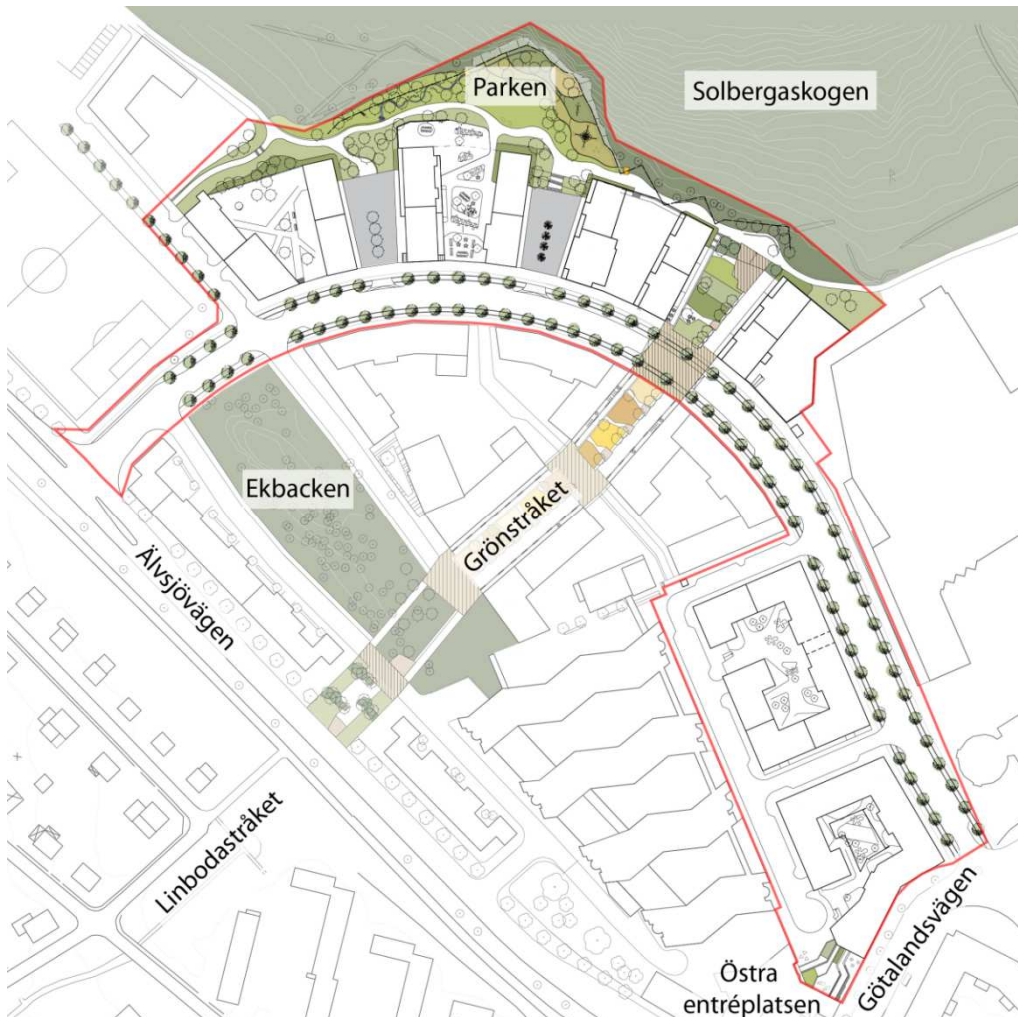 Parken
Solbergaskogen
Ekbacken
Grönstråket
Älvsjövägen
Linbodastråket
Östra
entréplatsen
Götalandsvägen